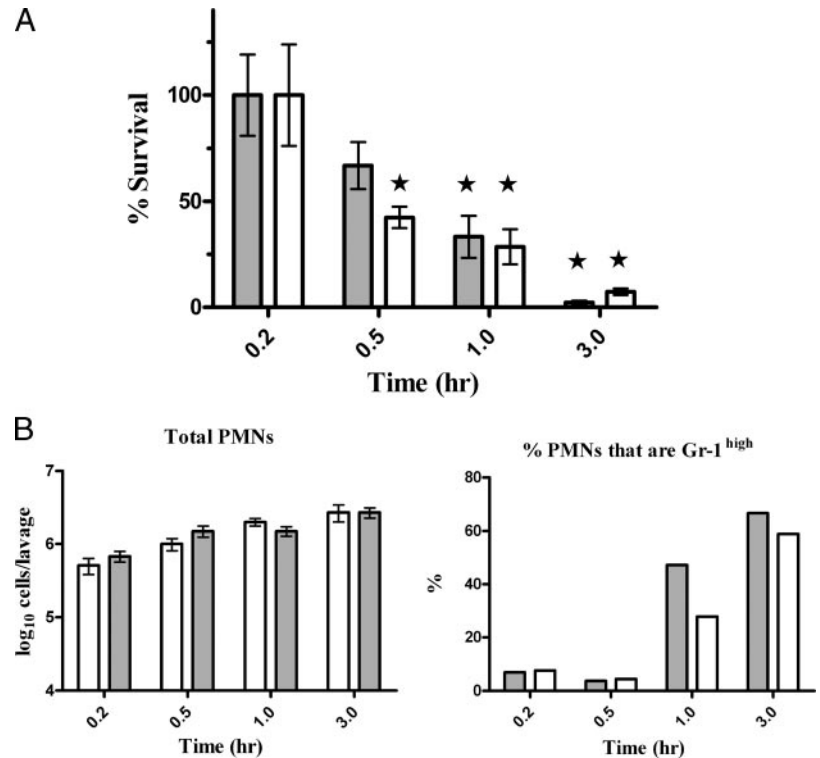 A
% Survival
100
50
0
★
★ ★
★ ★
0.2 0.5 1.0 3.0
Time (hr)
B
Total PMNs
log10 cells/lavage
7
6
5
4
0.2 0.5 1.0 3.0
Time (hr)
% PMNs that are Gr-1high
%
80
60
40
20
0
0.2 0.5 1.0 3.0
Time (hr)